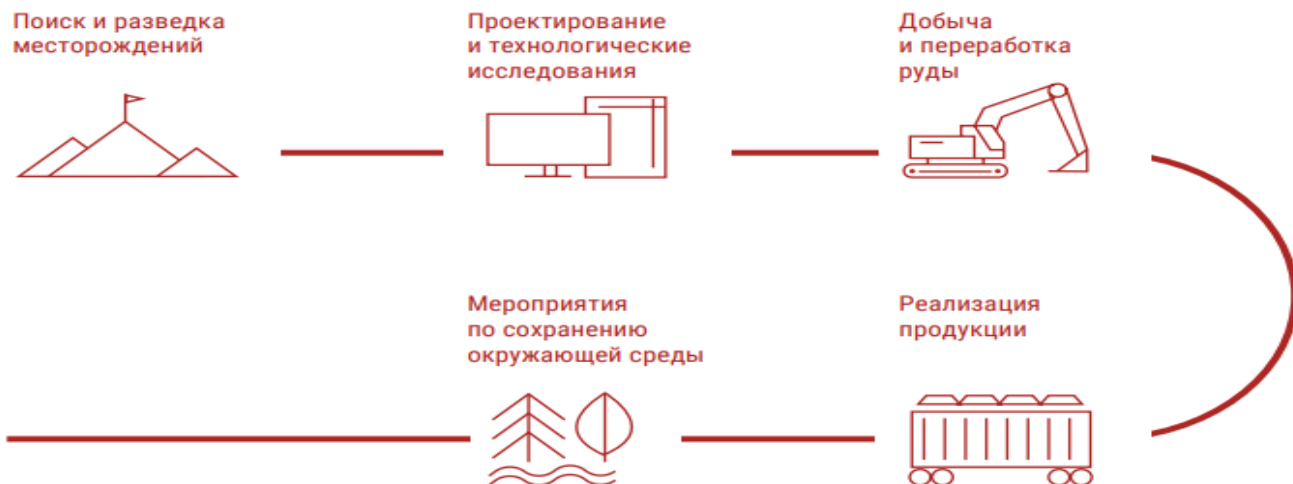 Поиск и разведка
месторождений
Проектирование
и технологические
исследования
Добыча
и переработка
руды
Мероприятия
по сохранению
окружающей среды
Реализация
продукции